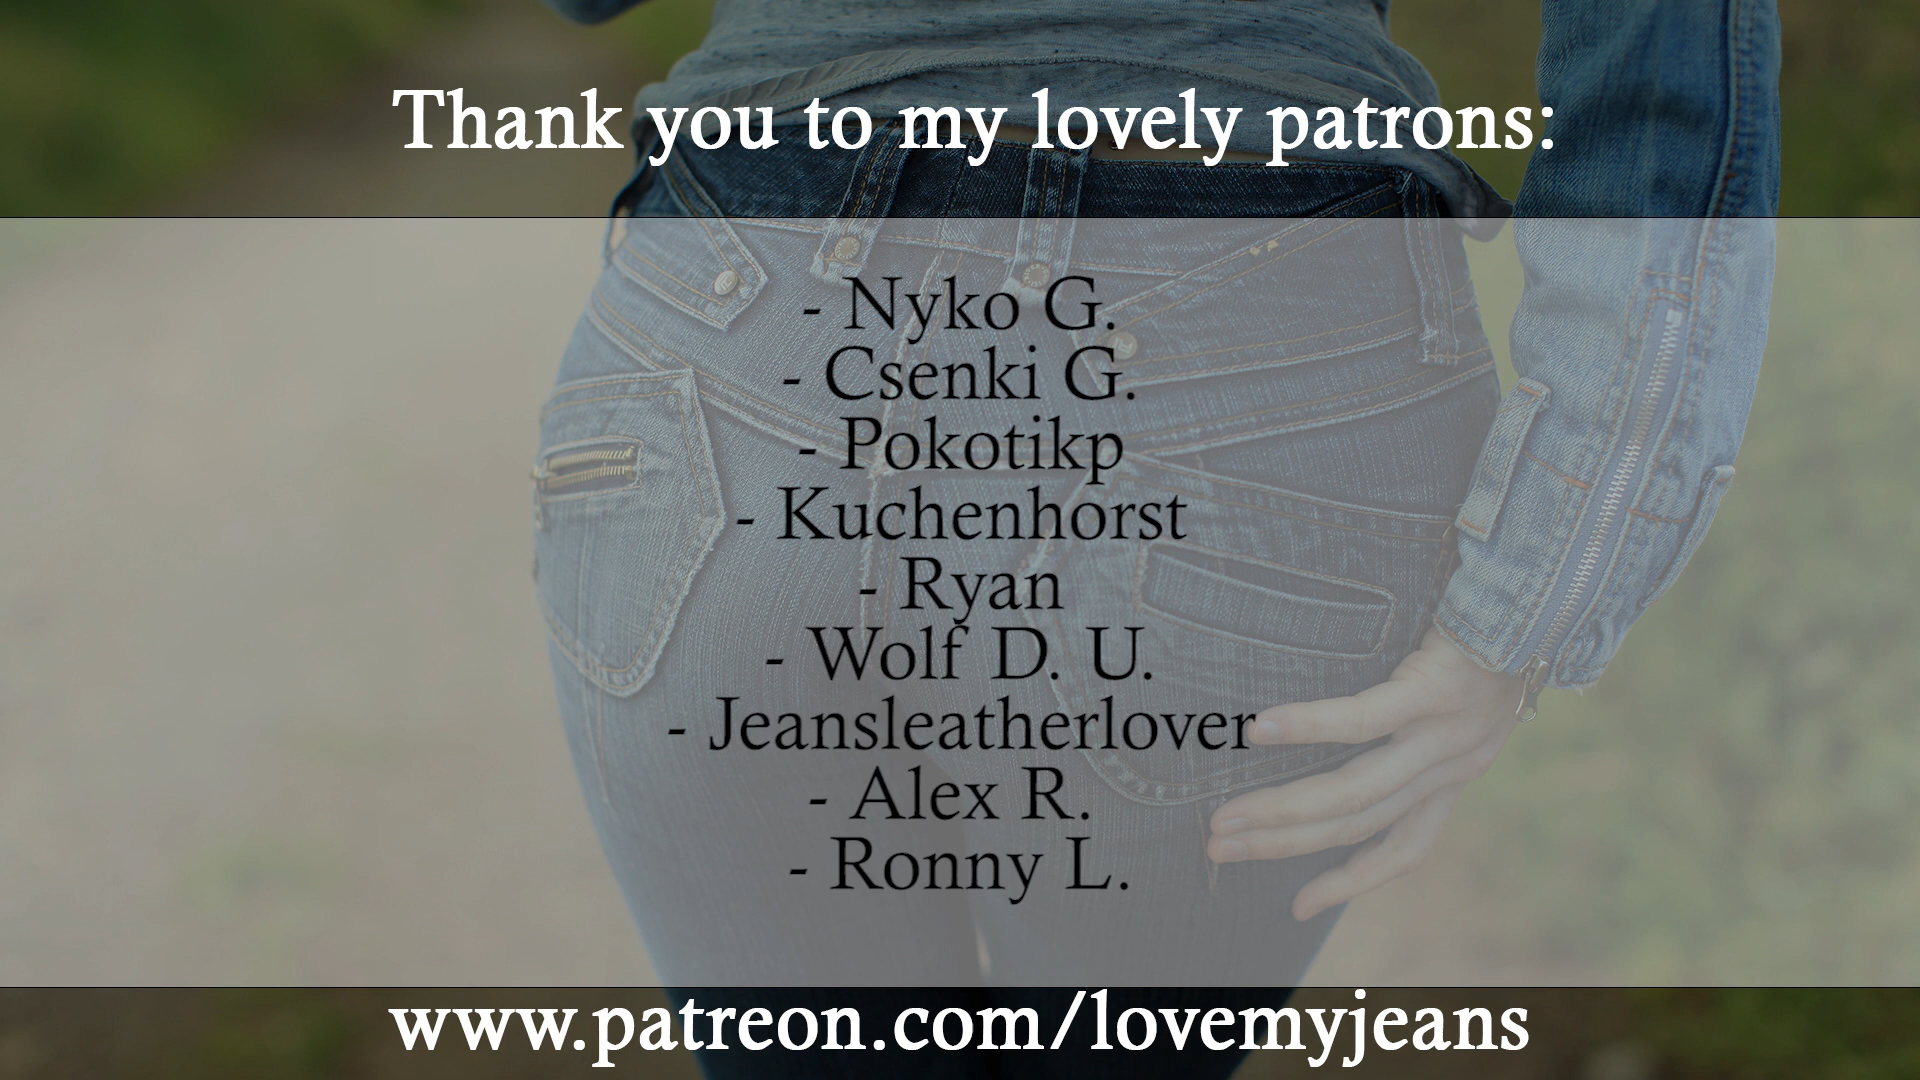 Thank you to my lovely patrons:
- Nyko G.
- Csenki G.
- Pokotikp
- Kuchenhorst
- Ryan
- Wolf D. U.
- Jeansleatherlover
- Alex R.
- Ronny L.
www.patreon.com/lovemyjeans